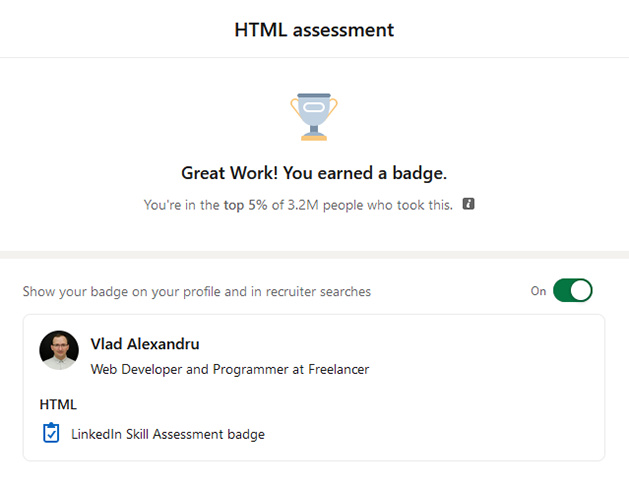 HTML assessment
Great Work! You earned a badge.
You're in the top 5% of 3.2M people who took this. i
Show your badge on your profile and in recruiter searches
On
Vlad Alexandru
Web Developer and Programmer at Freelancer
HTML
LinkedIn Skill Assessment badge